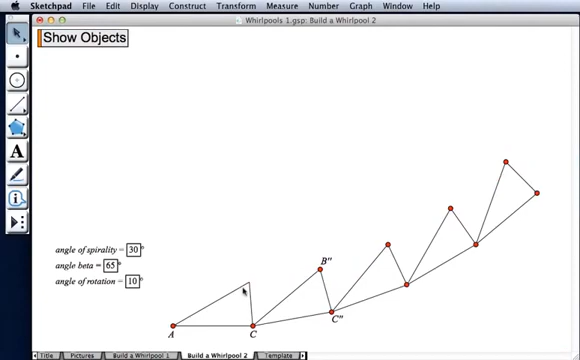 Sketchpad File Edit Display Construct Transform Measure Number Graph Window Help
Whirlpools 1.gsp: Build a Whirlpool 2
Show Objects
A
angle of spirality = 30°
angle beta = 65°
angle of rotation = 10°
B"
C"
A
C
Title Pictures Build a Whirlpool 1 Build a Whirlpool 2 Template